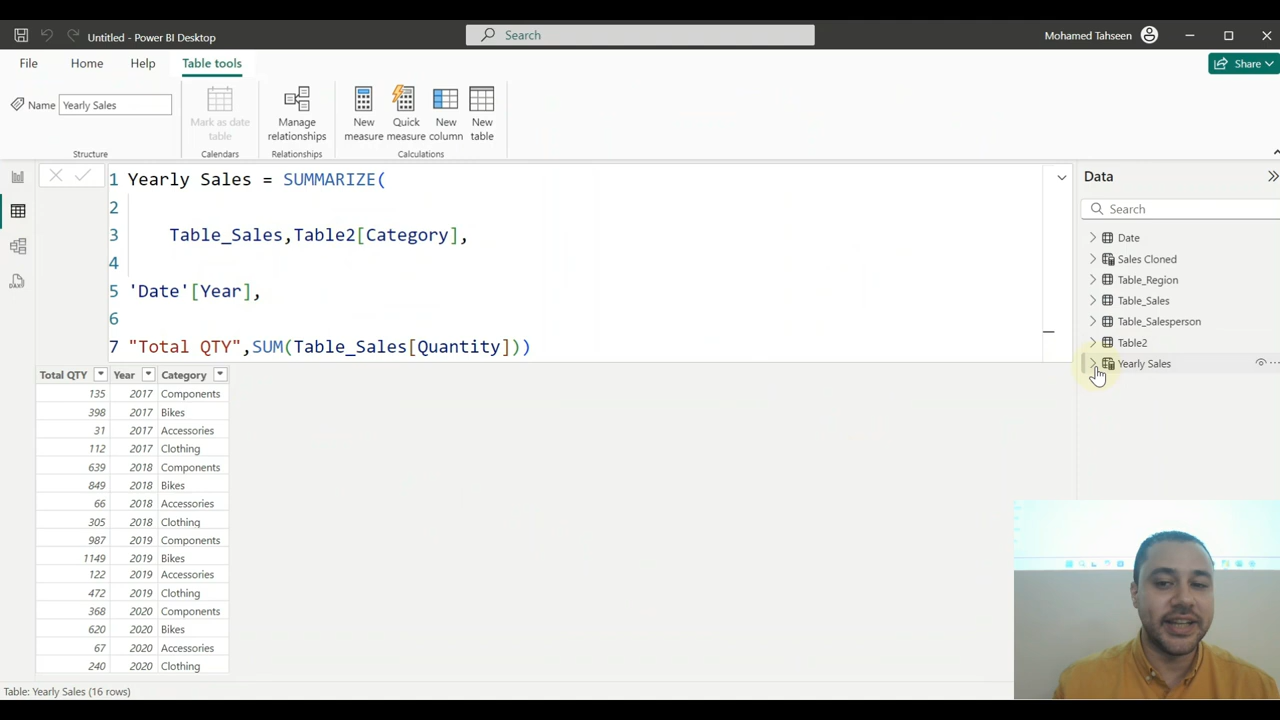 Untitled - Power BI Desktop
Search
Mohamed Tahseen
File
Home
Help
Table tools
Share
Name
Yearly Sales
Mark as date
table
Manage
relationships
New
measure
Quick
measure
New
column
New
table
Structure
Calendars
Relationships
Calculations
1 Yearly Sales = SUMMARIZE(
2
3 Table_Sales,Table2[Category],
4
5 'Date'[Year],
6
7 "Total QTY",SUM(Table_Sales[Quantity]))
Data
Search
Date
Sales Cloned
Table_Region
Table_Sales
Table_Salesperson
Table2
Yearly Sales
Total QTY Year Category
135 2017 Components
398 2017 Bikes
31 2017 Accessories
112 2017 Clothing
639 2018 Components
849 2018 Bikes
66 2018 Accessories
305 2018 Clothing
987 2019 Components
1149 2019 Bikes
122 2019 Accessories
472 2019 Clothing
368 2020 Components
620 2020 Bikes
67 2020 Accessories
240 2020 Clothing
Table: Yearly Sales (16 rows)